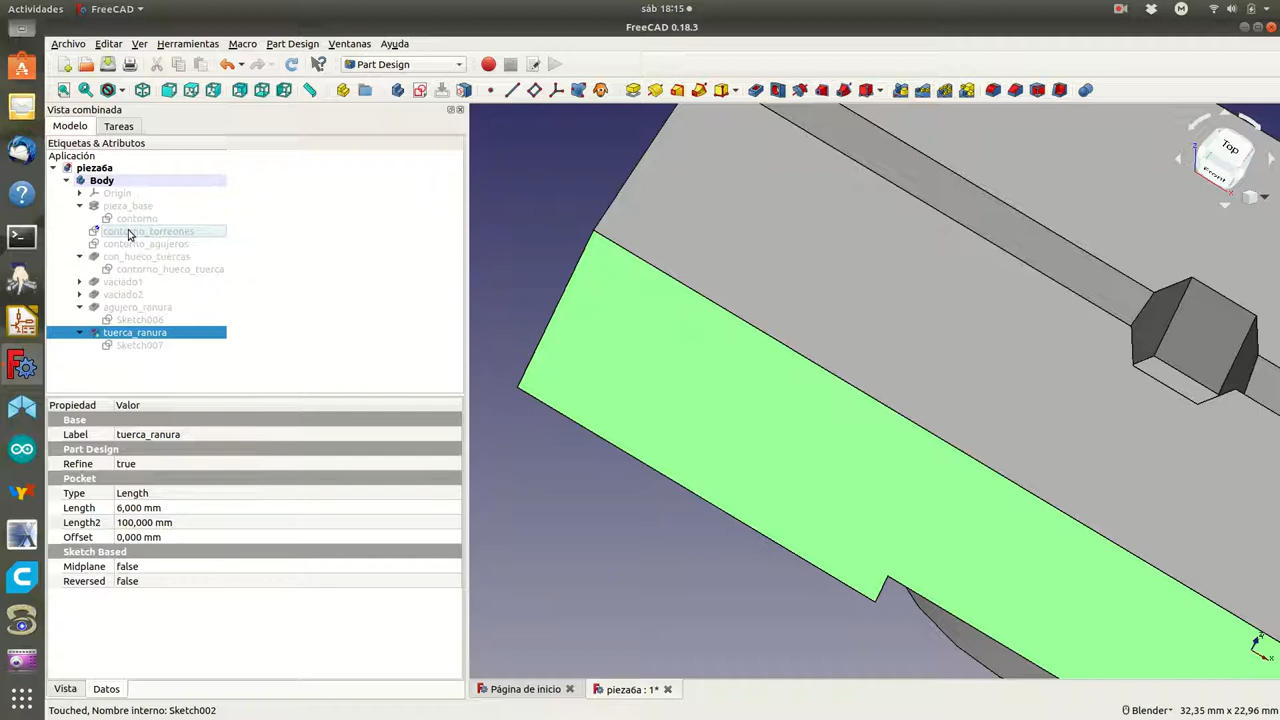 Actividades FreeCAD sáb 18:15
FreeCAD 0.18.3
Archivo Editar Ver Herramientas Macro Part Design Ventanas Ayuda
Part Design
Vista combinada
Modelo Tareas
Etiquetas & Atributos
Aplicación
pieza6a
Body
Origin
pieza_base
contorno
contorno_torreones
contorno_agujeros
con_hueco_tuercas
contorno_hueco_tuerca
vaciado1
vaciado2
agujero_ranura
Sketch006
tuerca_ranura
Sketch007
Top
Front
Propiedad Valor
Base
Label tuerca_ranura
Part Design
Refine true
Pocket
Type Length
Length 6,000 mm
Length2 100,000 mm
Offset 0,000 mm
Sketch Based
Midplane false
Reversed false
Vista Datos
Página de inicio pieza6a : 1*
Touched, Nombre interno: Sketch002 Blender 32,35 mm x 22,96 mm